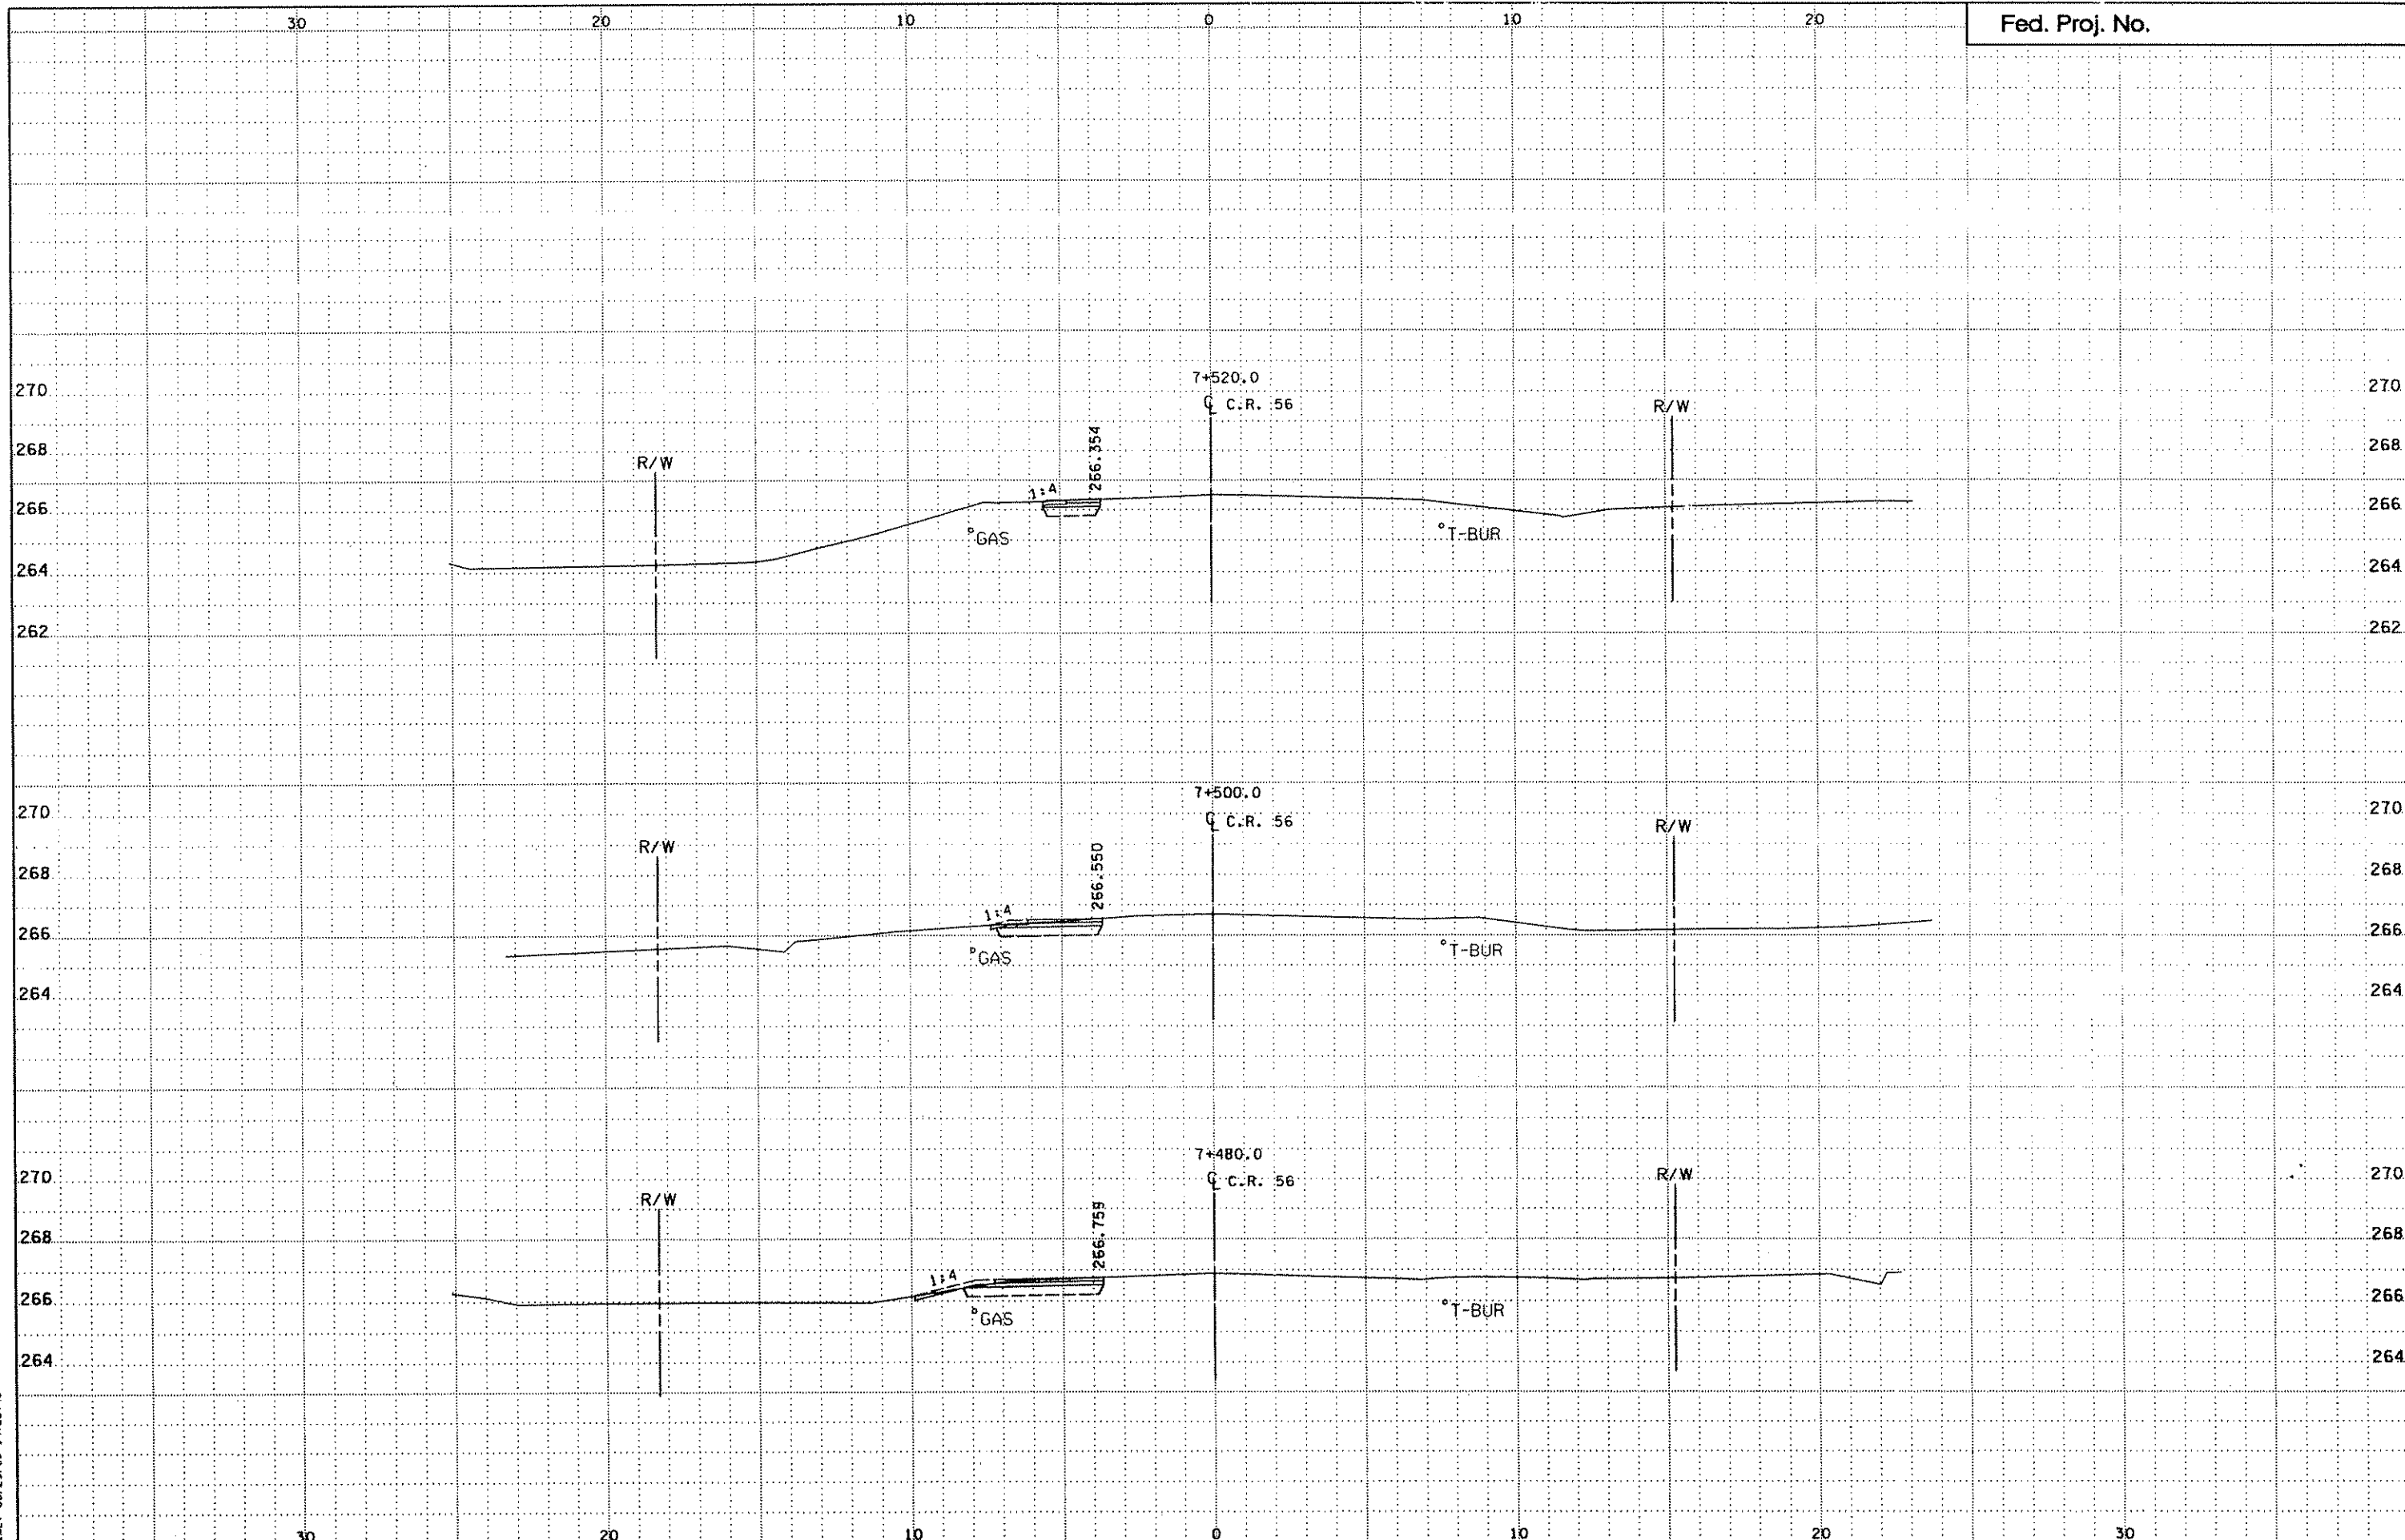 30 20 10 0 10 20
Fed. Proj. No.
7+520.0
270 270
℄ C.R. 56
R/W
268 268
266.354
R/W
1:4
266 266
°GAS °T-BUR
264 264
262 262
7+500.0
270 270
℄ C.R. 56
R/W
R/W
266.550
268 268
1:4
266 266
°GAS °T-BUR
264 264
7+480.0
270 270
℄ C.R. 56
R/W
R/W
266.759
268 268
1:4
266 266
°GAS °T-BUR
264 264
30 20 10 0 10 20 30